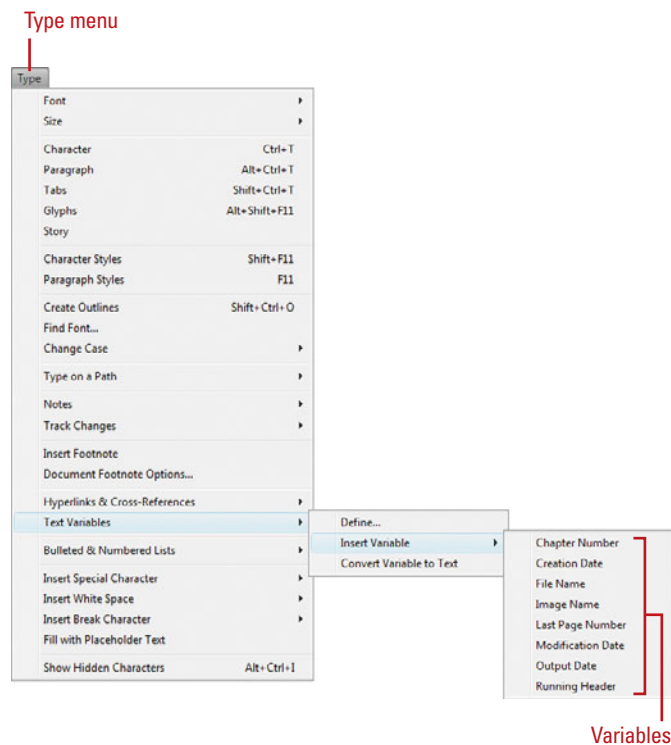 Type menu
Type
Font
Size
Character Ctrl+T
Paragraph Alt+Ctrl+T
Tabs Shift+Ctrl+T
Glyphs Alt+Shift+F11
Story
Character Styles Shift+F11
Paragraph Styles F11
Create Outlines Shift+Ctrl+O
Find Font...
Change Case
Type on a Path
Notes
Track Changes
Insert Footnote
Document Footnote Options...
Hyperlinks & Cross-References
Text Variables
Bulleted & Numbered Lists
Insert Special Character
Insert White Space
Insert Break Character
Fill with Placeholder Text
Show Hidden Characters Alt+Ctrl+I
Define...
Insert Variable
Convert Variable to Text
Chapter Number
Creation Date
File Name
Image Name
Last Page Number
Modification Date
Output Date
Running Header
Variables